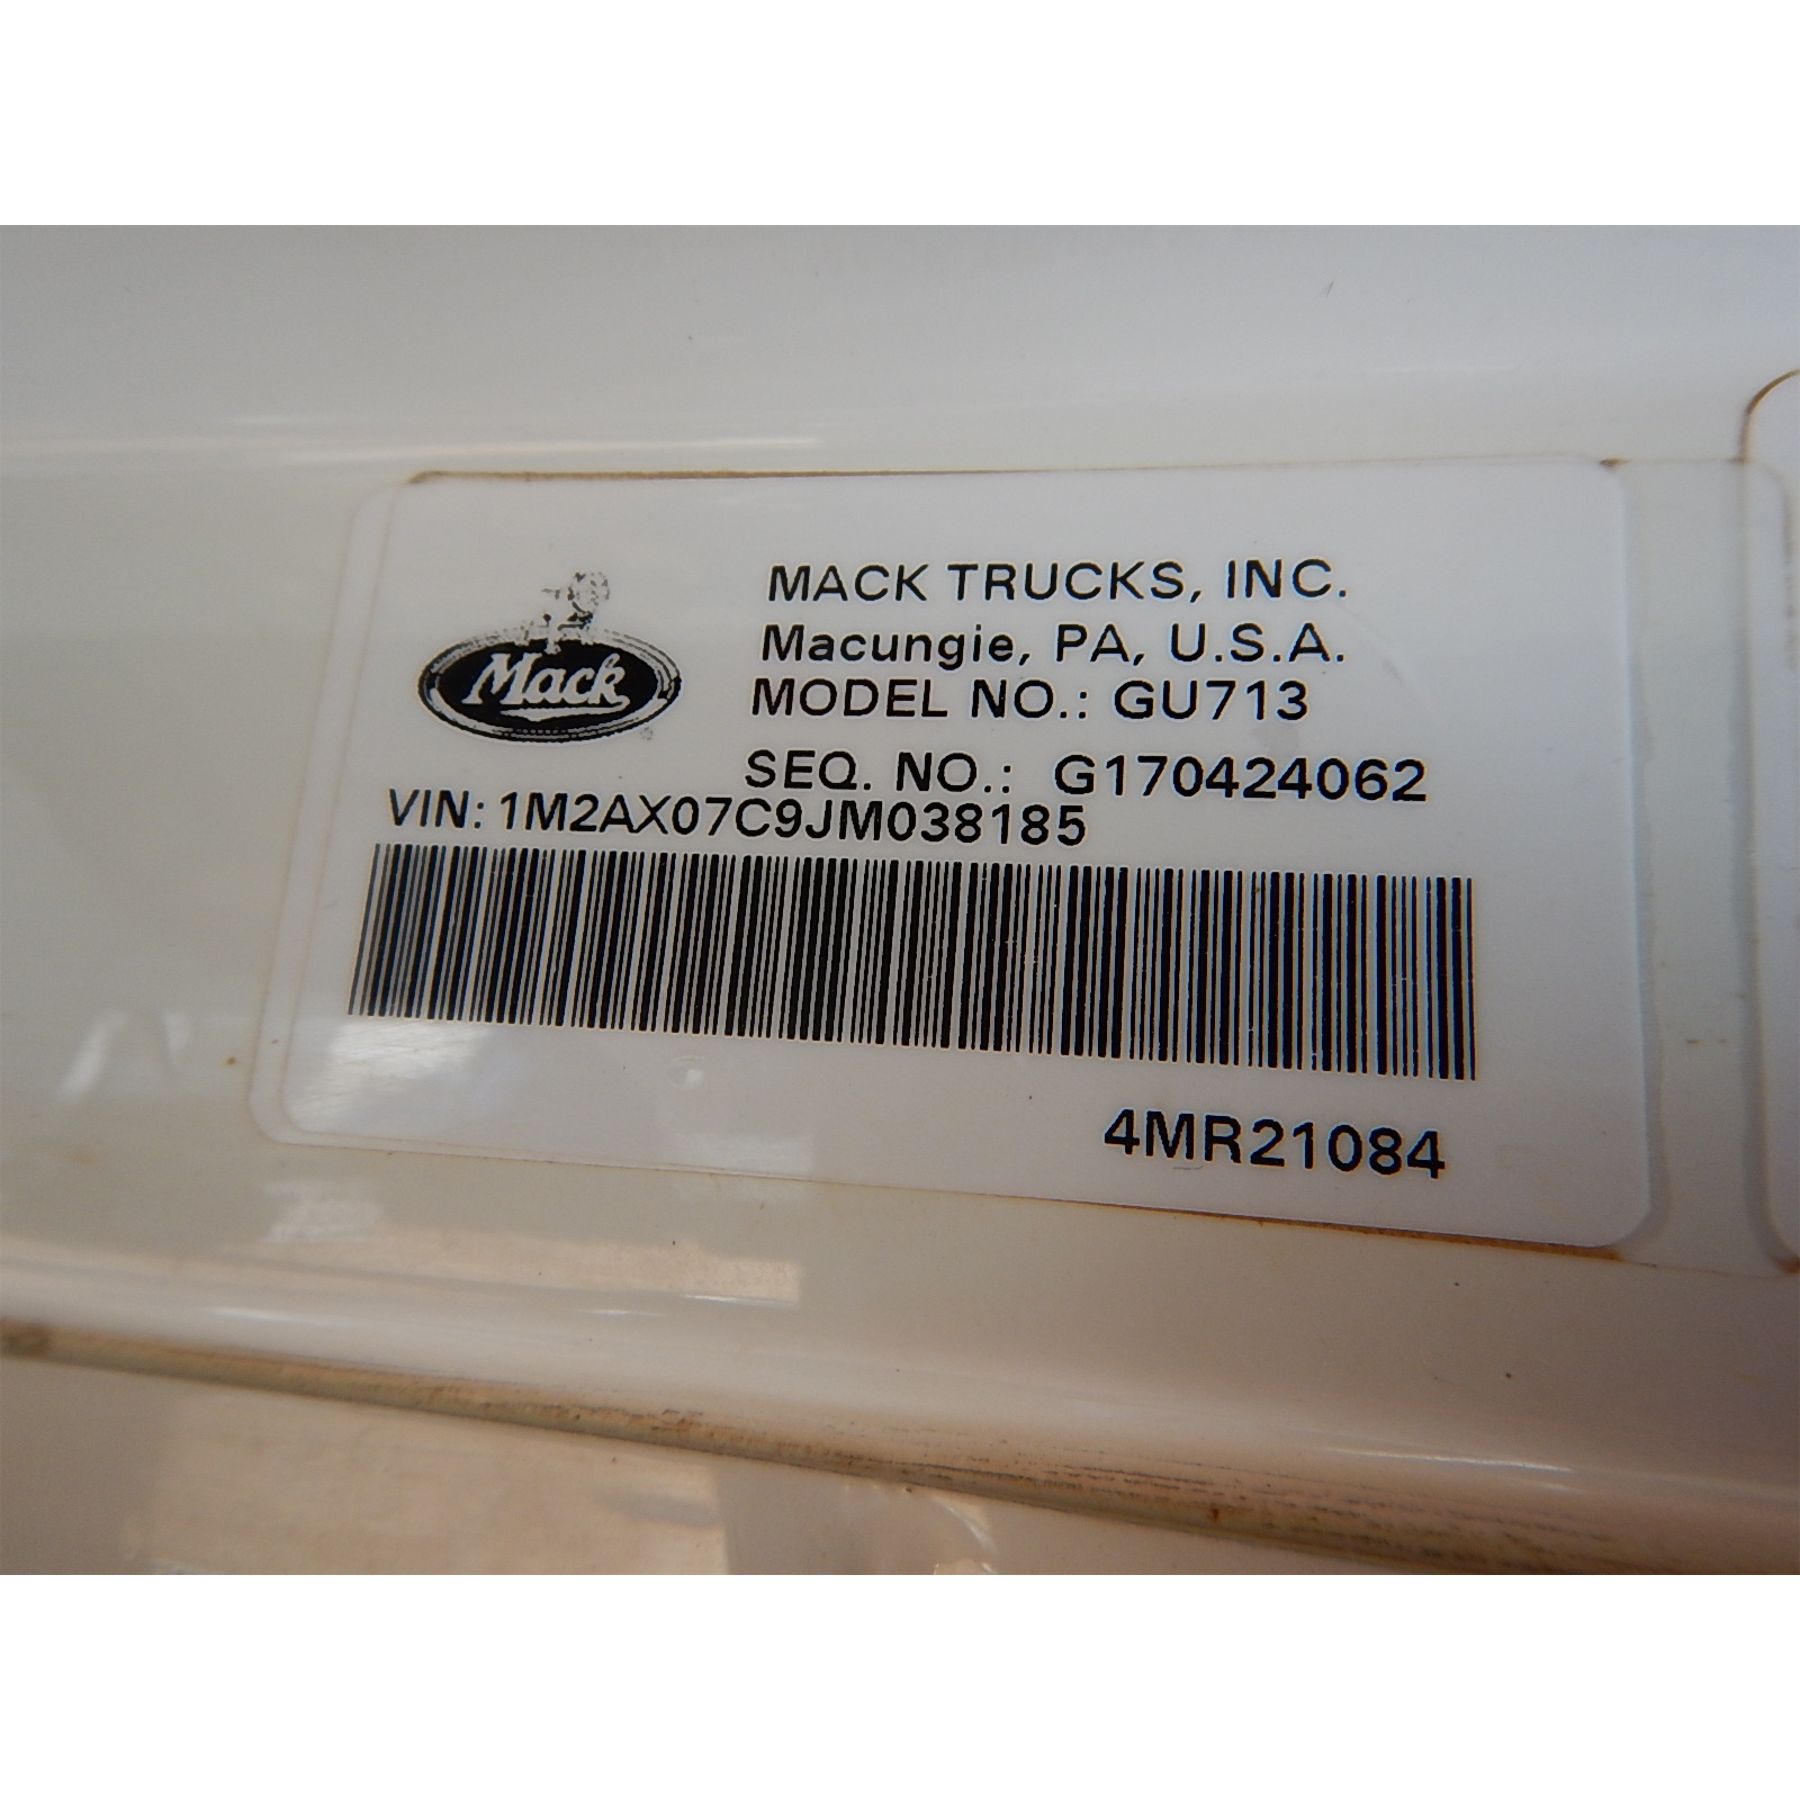 Mack
MACK TRUCKS, INC.
Macungie, PA, U.S.A.
MODEL NO.: GU713
SEQ. NO.: G170424062
VIN: 1M2AX07C9JM038185
4MR21084